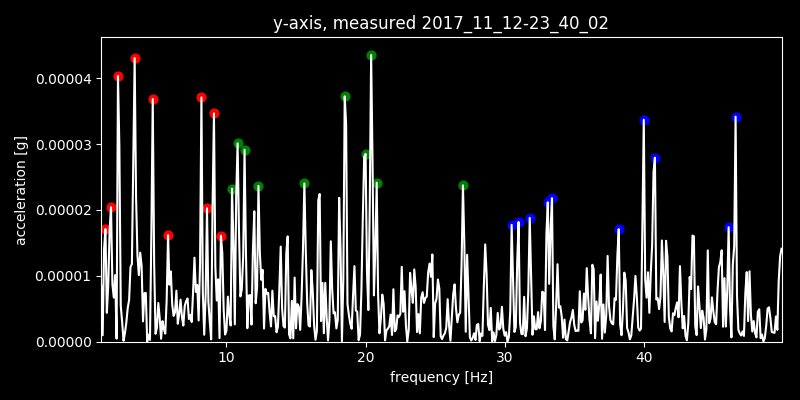 y-axis, measured 2017_11_12-23_40_02
acceleration [g]
0.00004
0.00003
0.00002
0.00001
0.00000
10 20 30 40
frequency [Hz]